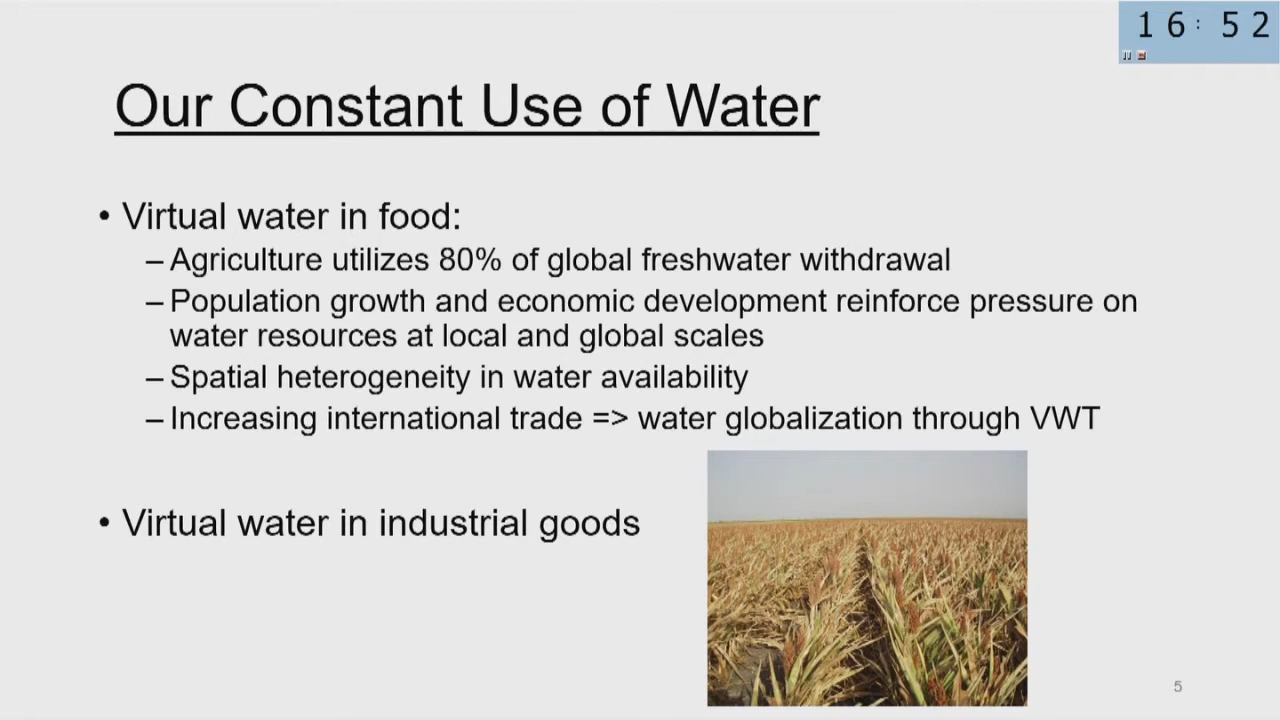 16:52
Our Constant Use of Water
• Virtual water in food:
– Agriculture utilizes 80% of global freshwater withdrawal
– Population growth and economic development reinforce pressure on
water resources at local and global scales
– Spatial heterogeneity in water availability
– Increasing international trade => water globalization through VWT
• Virtual water in industrial goods
5